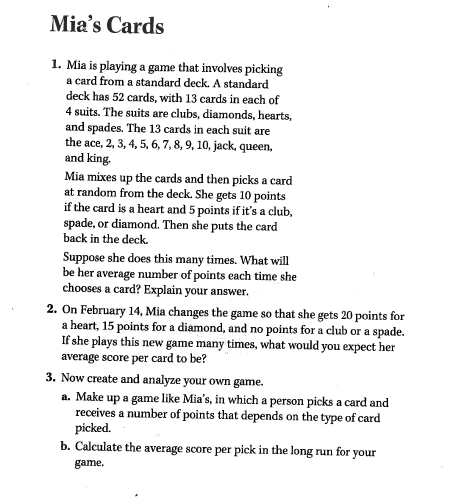 Mia's Cards
1. Mia is playing a game that involves picking
a card from a standard deck. A standard
deck has 52 cards, with 13 cards in each of
4 suits. The suits are clubs, diamonds, hearts,
and spades. The 13 cards in each suit are
the ace, 2, 3, 4, 5, 6, 7, 8, 9, 10, jack, queen,
and king.
Mia mixes up the cards and then picks a card
at random from the deck. She gets 10 points
if the card is a heart and 5 points if it's a club,
spade, or diamond. Then she puts the card
back in the deck.
Suppose she does this many times. What will
be her average number of points each time she
chooses a card? Explain your answer.
2. On February 14, Mia changes the game so that she gets 20 points for
a heart, 15 points for a diamond, and no points for a club or a spade.
If she plays this new game many times, what would you expect her
average score per card to be?
3. Now create and analyze your own game.
a. Make up a game like Mia's, in which a person picks a card and
receives a number of points that depends on the type of card
picked.
b. Calculate the average score per pick in the long run for your
game.